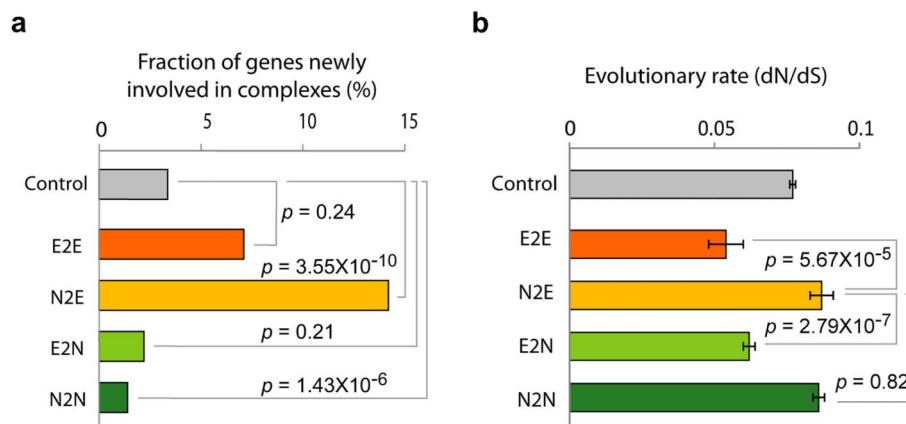 a
Fraction of genes newly
involved in complexes (%)
0 5 10 15
Control
p = 0.24
E2E
p = 3.55X10⁻¹⁰
N2E
p = 0.21
E2N
p = 1.43X10⁻⁶
N2N
b
Evolutionary rate (dN/dS)
0 0.05 0.1
Control
E2E
p = 5.67X10⁻⁵
N2E
p = 2.79X10⁻⁷
E2N
p = 0.82
N2N